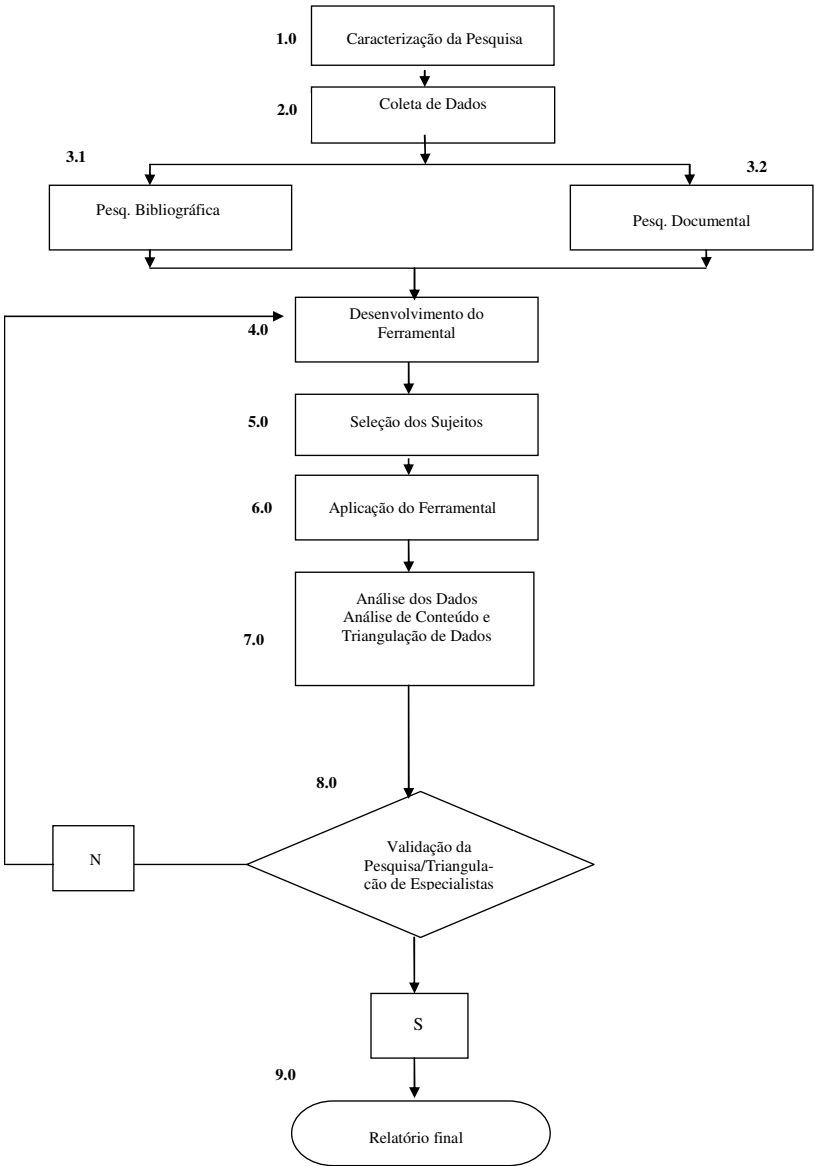 1.0
Caracterização da Pesquisa
2.0
Coleta de Dados
3.1
3.2
Pesq. Bibliográfica
Pesq. Documental
4.0
Desenvolvimento do
Ferramental
5.0
Seleção dos Sujeitos
6.0
Aplicação do Ferramental
7.0
Análise dos Dados
Análise de Conteúdo e
Triangulação de Dados
8.0
Validação da
Pesquisa/Triangula-
ção de Especialistas
N
S
9.0
Relatório final